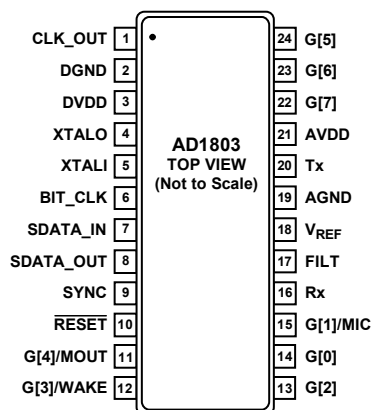 CLK_OUT 1 24 G[5]
DGND 2 23 G[6]
DVDD 3 22 G[7]
XTALO 4 21 AVDD
AD1803
XTALI 5 20 Tx
TOP VIEW
(Not to Scale)
BIT_CLK 6 19 AGND
SDATA_IN 7 18 VREF
SDATA_OUT 8 17 FILT
SYNC 9 16 Rx
RESET 10 15 G[1]/MIC
G[4]/MOUT 11 14 G[0]
G[3]/WAKE 12 13 G[2]